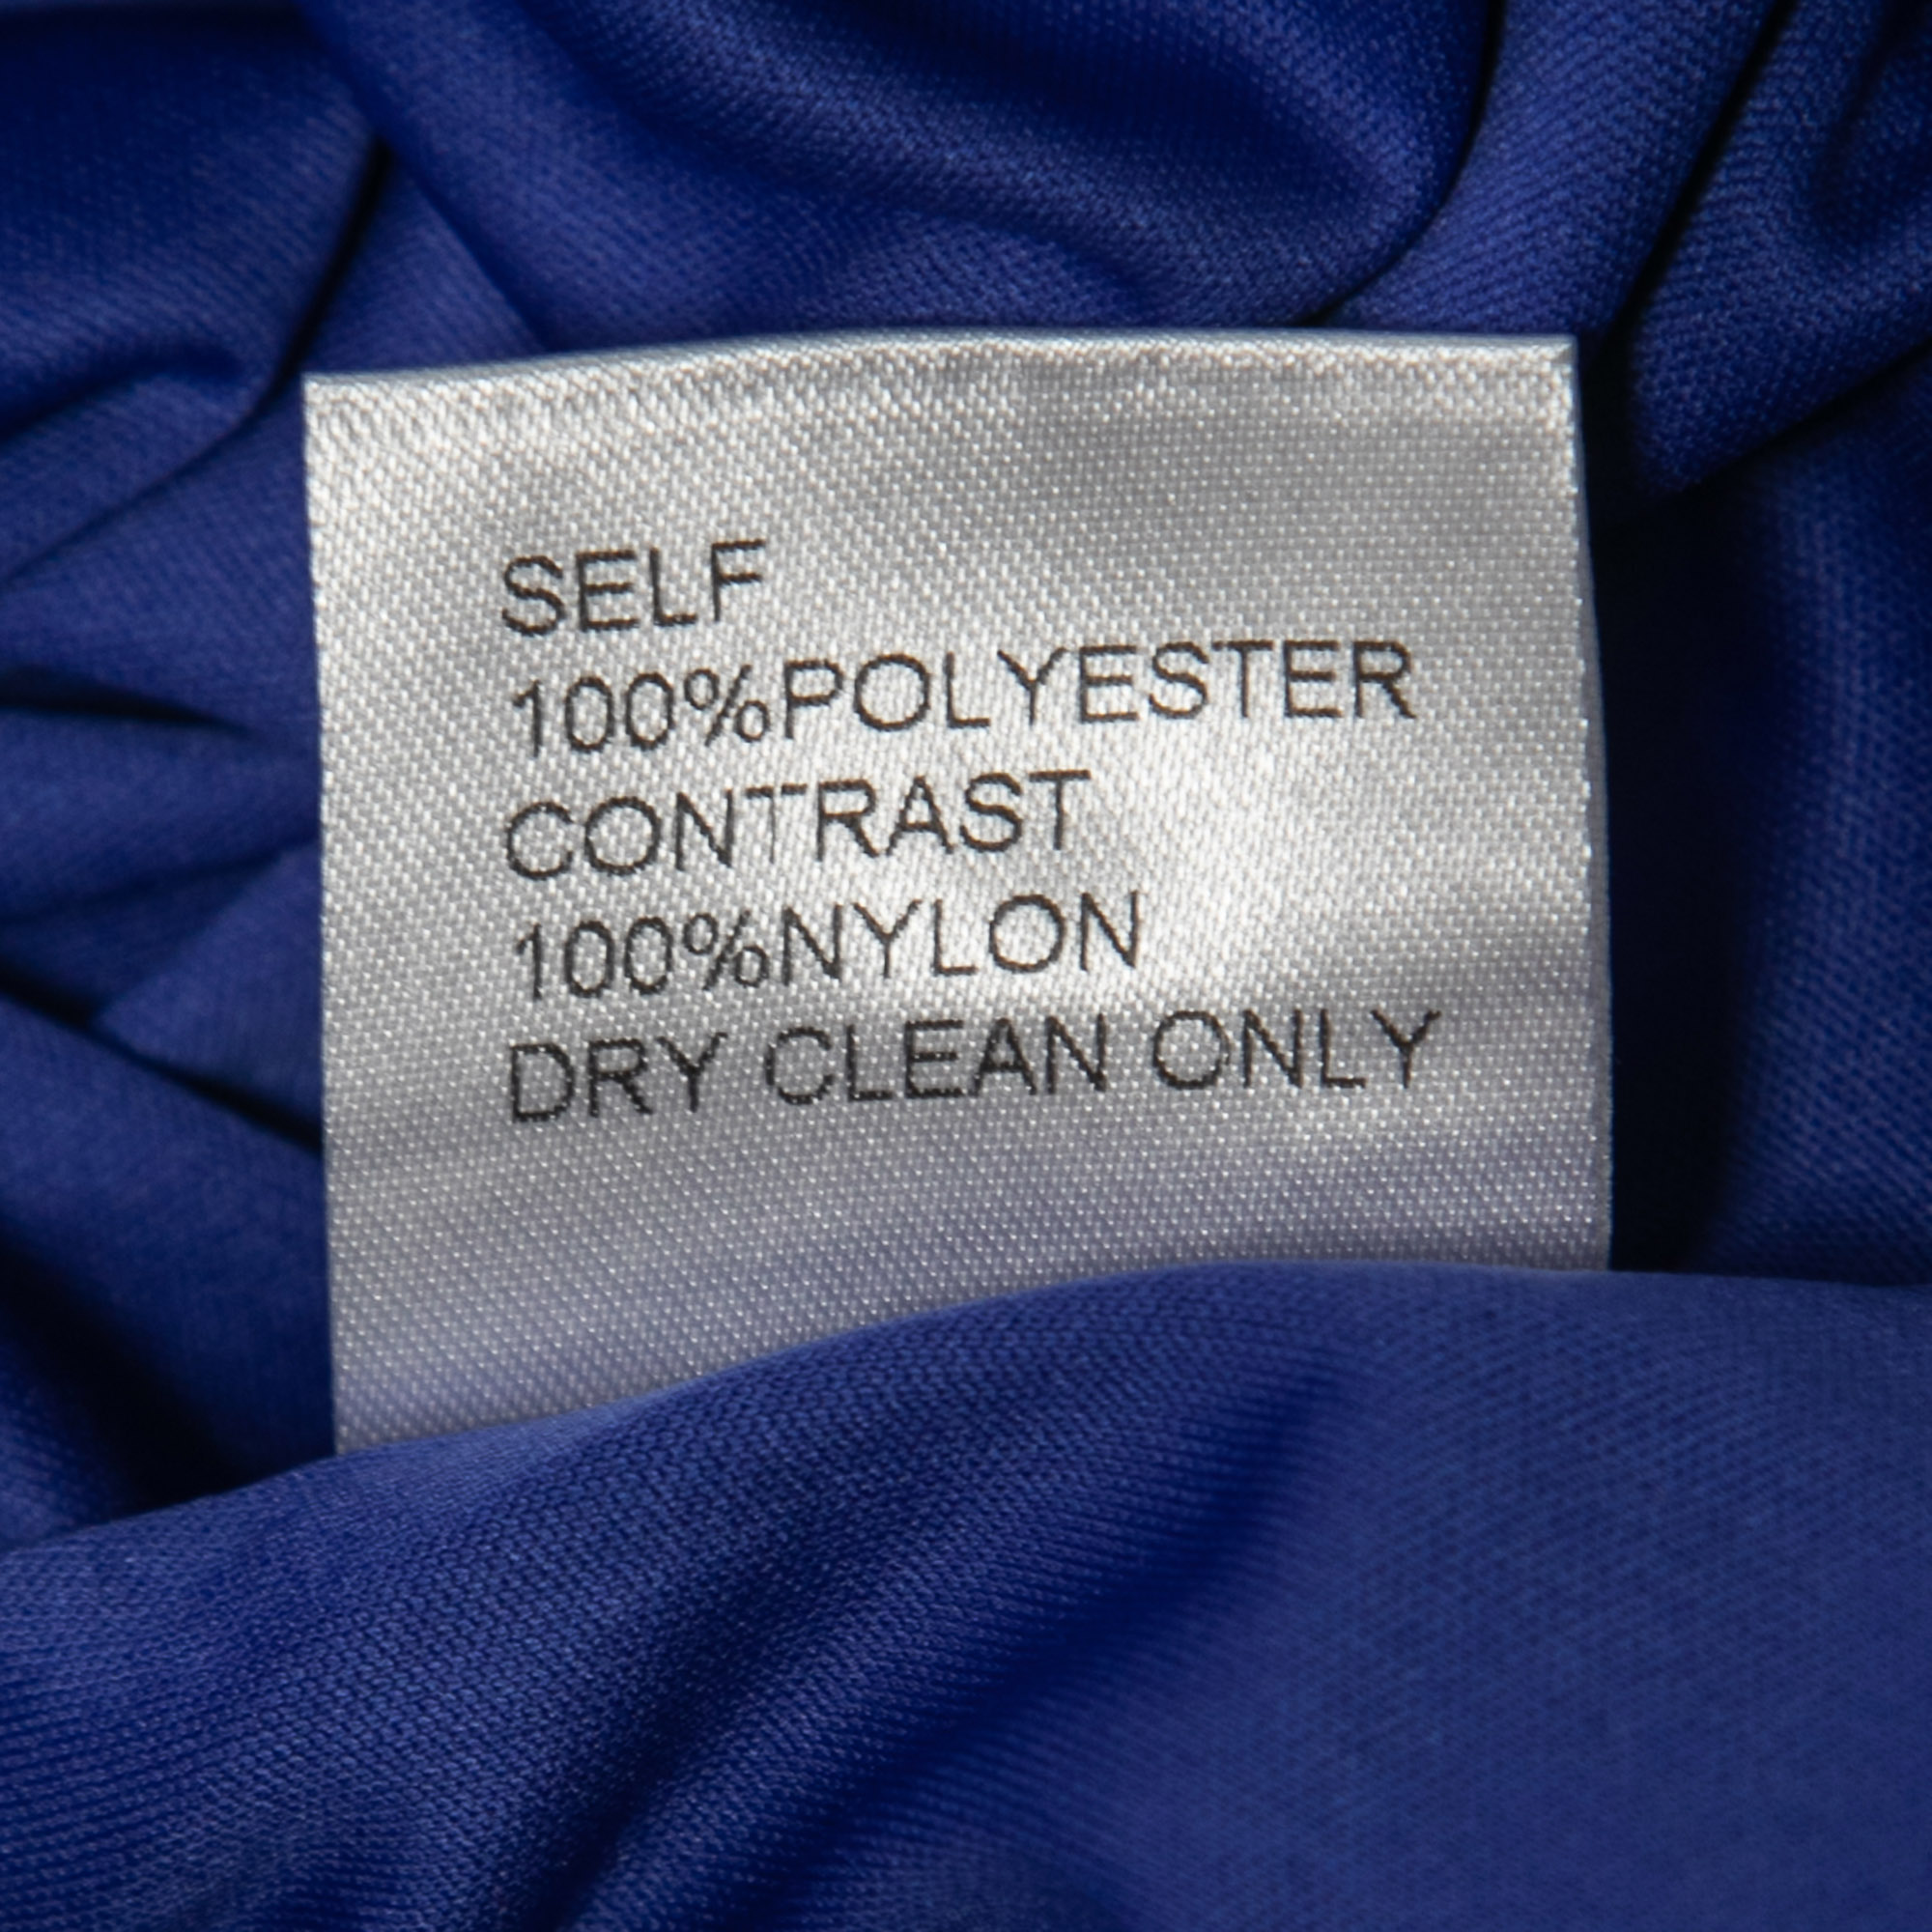 SELF
100%POLYESTER
CONTRAST
100%NYLON
DRY CLEAN ONLY